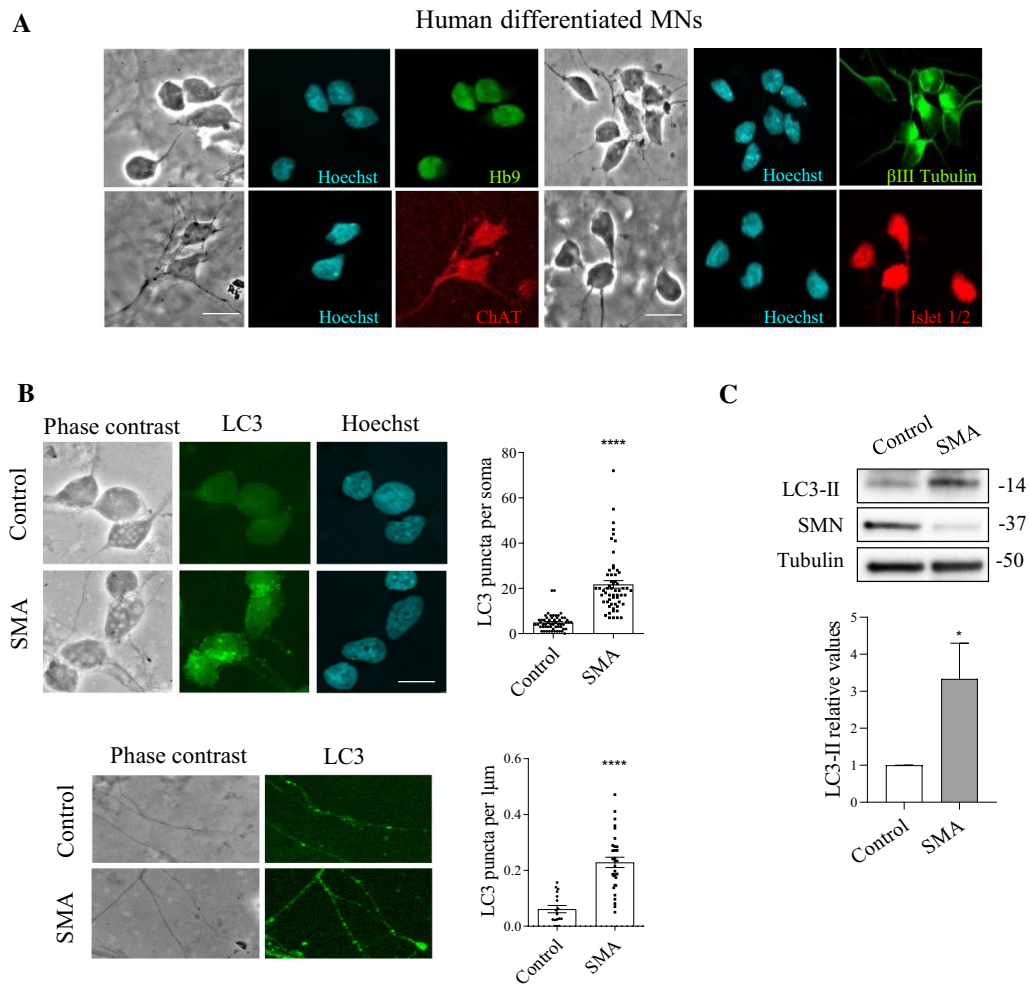 A
Human differentiated MNs
Hoechst
Hb9
Hoechst
βIII Tubulin
Hoechst
ChAT
Hoechst
Islet 1/2
B
Phase contrast
LC3
Hoechst
Control
SMA
LC3 puncta per soma
80
60
40
20
0
****
Control
SMA
Phase contrast
LC3
Control
SMA
LC3 puncta per 1μm
0.6
0.4
0.2
0.0
****
Control
SMA
C
Control
SMA
LC3-II
-14
SMN
-37
Tubulin
-50
LC3-II relative values
5
4
3
2
1
0
*
Control
SMA